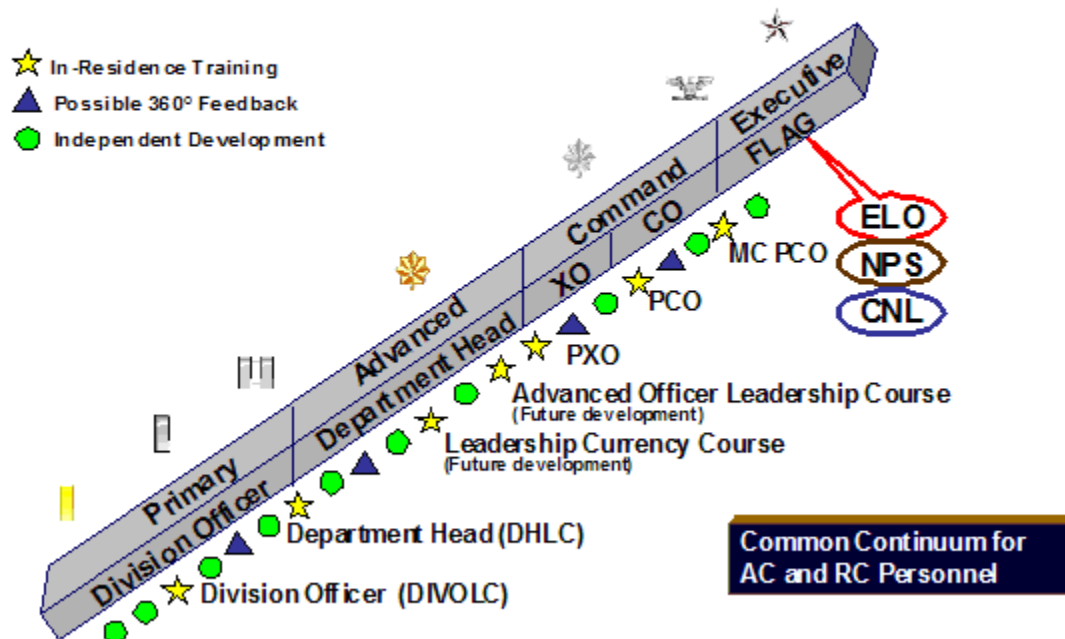 In-Residence Training
Possible 360° Feedback
Independent Development
Executive
FLAG
Command
CO
XO
Advanced
Department Head
Primary
Division Officer
ELO
NPS
CNL
MC PCO
PCO
PXO
Advanced Officer Leadership Course
(Future development)
Leadership Currency Course
(Future development)
Department Head (DHLC)
Division Officer (DIVOLC)
Common Continuum for
AC and RC Personnel